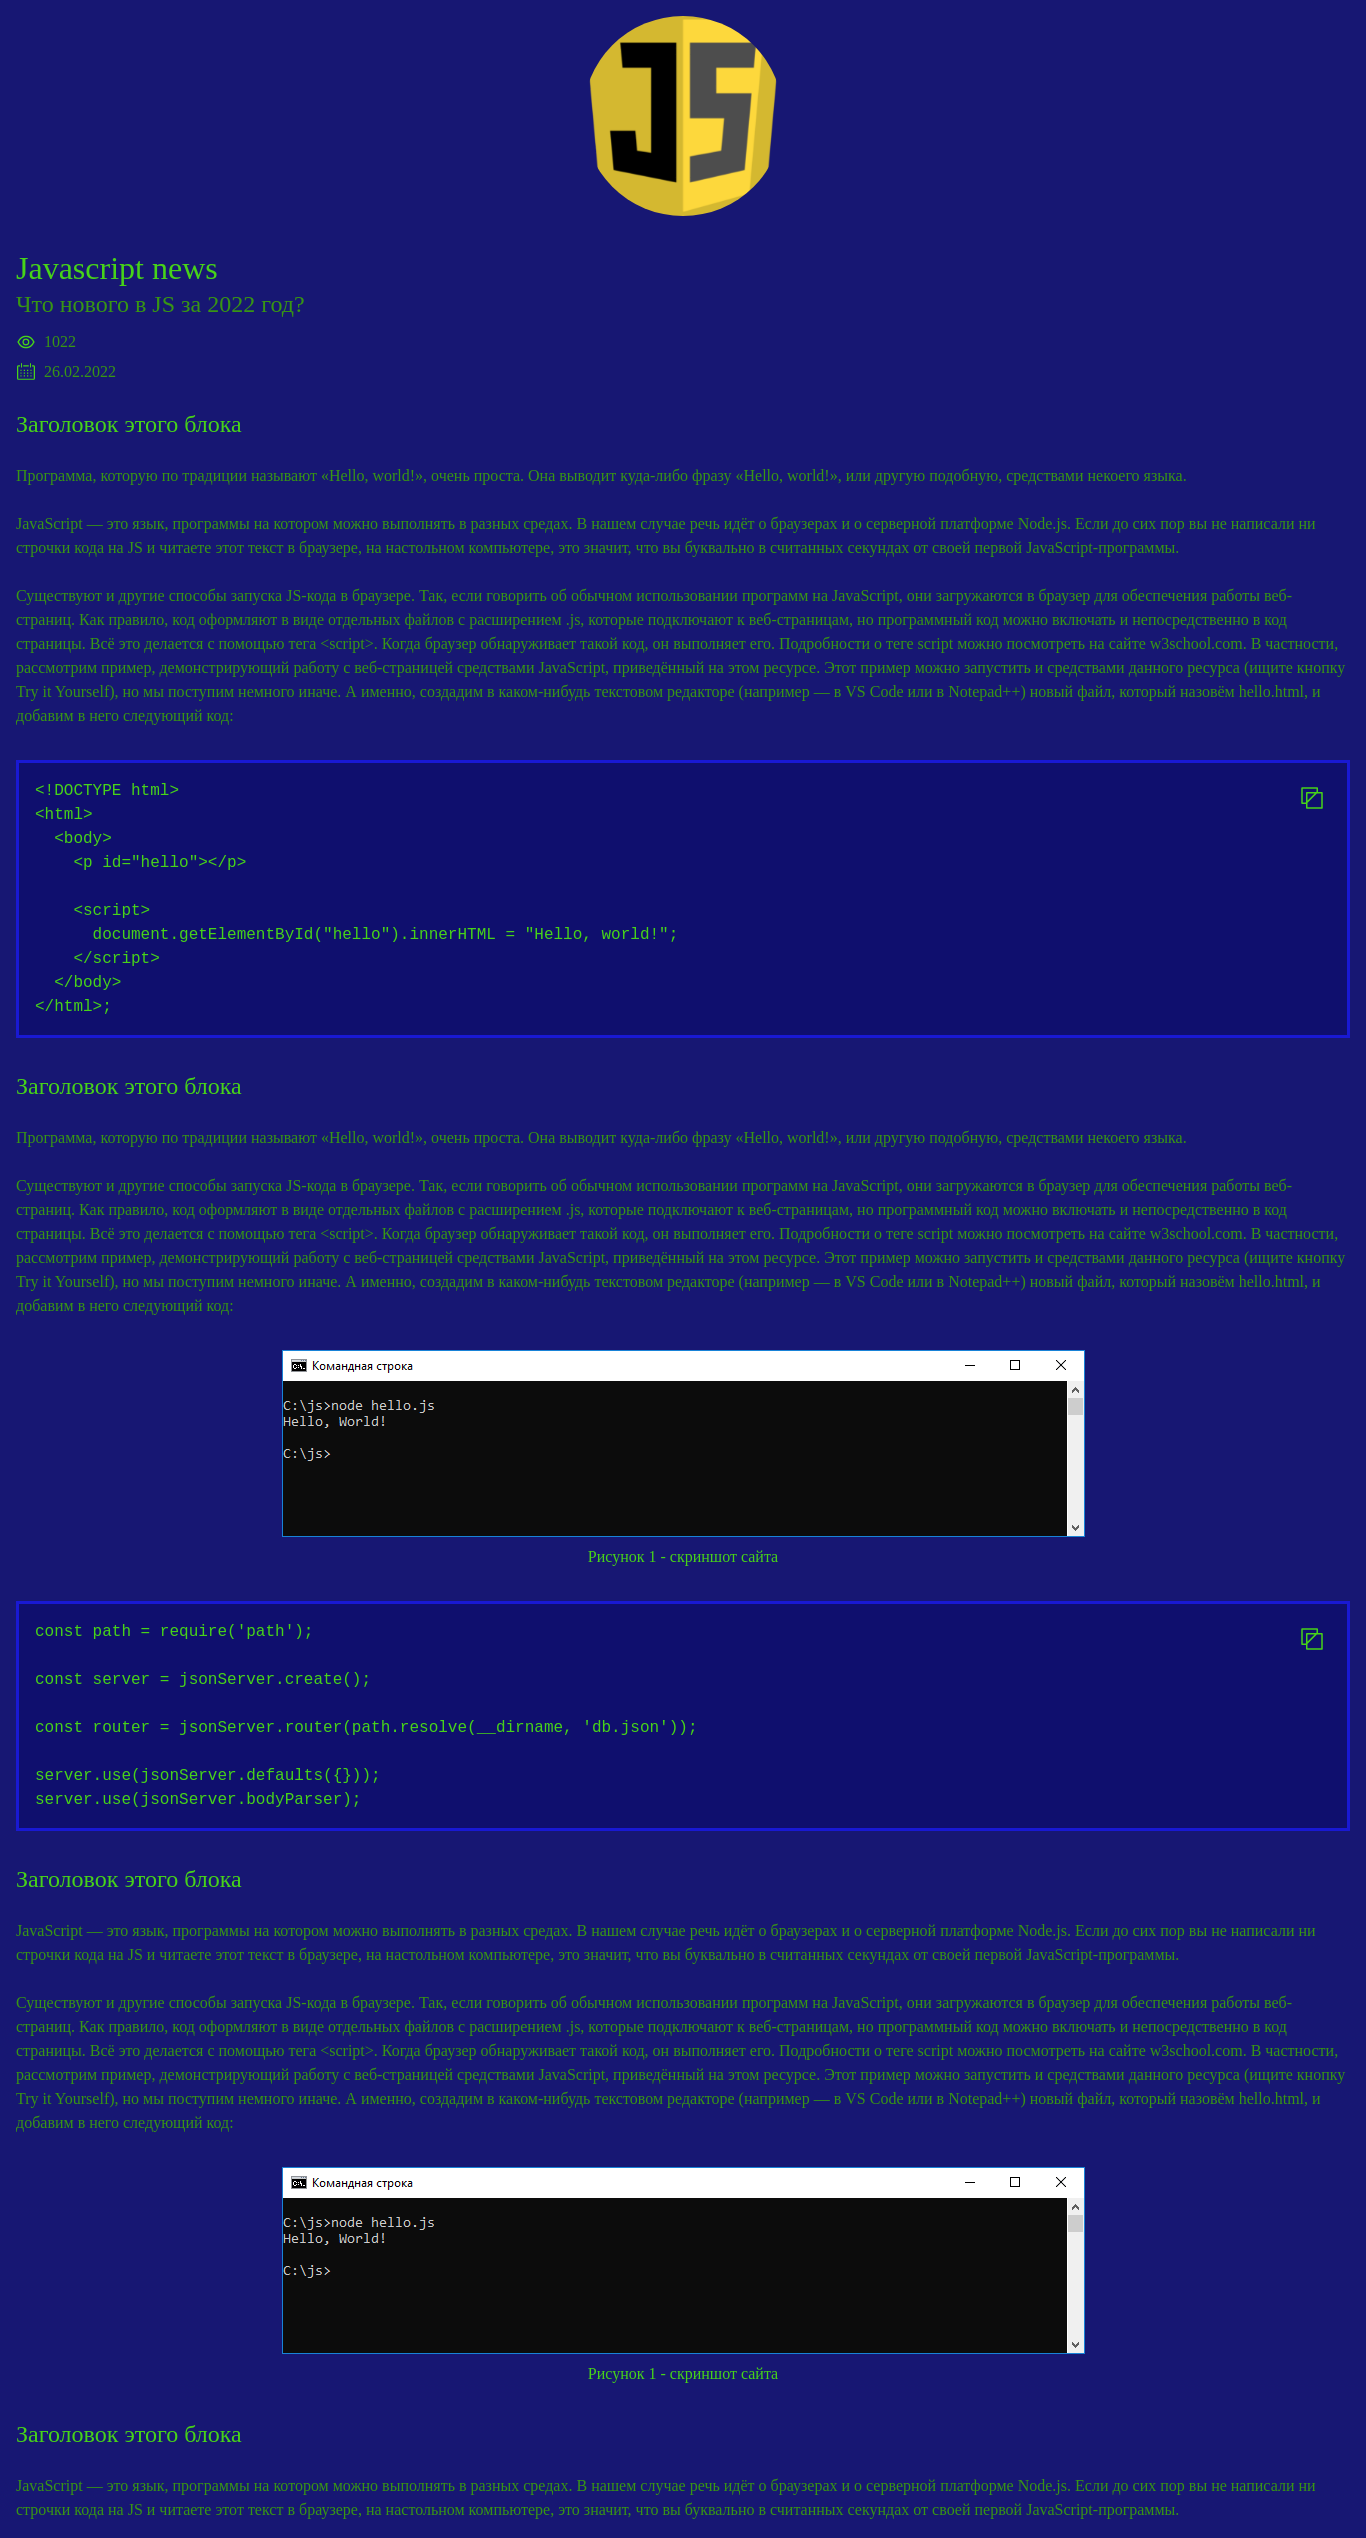 JS
Javascript news
Что нового в JS за 2022 год?
1022
26.02.2022
Заголовок этого блока
Программа, которую по традиции называют «Hello, world!», очень проста. Она выводит куда-либо фразу «Hello, world!», или другую подобную, средствами некоего языка.
JavaScript — это язык, программы на котором можно выполнять в разных средах. В нашем случае речь идёт о браузерах и о серверной платформе Node.js. Если до сих пор вы не написали ни
строчки кода на JS и читаете этот текст в браузере, на настольном компьютере, это значит, что вы буквально в считанных секундах от своей первой JavaScript-программы.
Существуют и другие способы запуска JS-кода в браузере. Так, если говорить об обычном использовании программ на JavaScript, они загружаются в браузер для обеспечения работы веб-
страниц. Как правило, код оформляют в виде отдельных файлов с расширением .js, которые подключают к веб-страницам, но программный код можно включать и непосредственно в код
страницы. Всё это делается с помощью тега <script>. Когда браузер обнаруживает такой код, он выполняет его. Подробности о теге script можно посмотреть на сайте w3school.com. В частности,
рассмотрим пример, демонстрирующий работу с веб-страницей средствами JavaScript, приведённый на этом ресурсе. Этот пример можно запустить и средствами данного ресурса (ищите кнопку
Try it Yourself), но мы поступим немного иначе. А именно, создадим в каком-нибудь текстовом редакторе (например — в VS Code или в Notepad++) новый файл, который назовём hello.html, и
добавим в него следующий код:
<!DOCTYPE html>
<html>
  <body>
    <p id="hello"></p>
    <script>
      document.getElementById("hello").innerHTML = "Hello, world!";
    </script>
  </body>
</html>;
Заголовок этого блока
Программа, которую по традиции называют «Hello, world!», очень проста. Она выводит куда-либо фразу «Hello, world!», или другую подобную, средствами некоего языка.
Существуют и другие способы запуска JS-кода в браузере. Так, если говорить об обычном использовании программ на JavaScript, они загружаются в браузер для обеспечения работы веб-
страниц. Как правило, код оформляют в виде отдельных файлов с расширением .js, которые подключают к веб-страницам, но программный код можно включать и непосредственно в код
страницы. Всё это делается с помощью тега <script>. Когда браузер обнаруживает такой код, он выполняет его. Подробности о теге script можно посмотреть на сайте w3school.com. В частности,
рассмотрим пример, демонстрирующий работу с веб-страницей средствами JavaScript, приведённый на этом ресурсе. Этот пример можно запустить и средствами данного ресурса (ищите кнопку
Try it Yourself), но мы поступим немного иначе. А именно, создадим в каком-нибудь текстовом редакторе (например — в VS Code или в Notepad++) новый файл, который назовём hello.html, и
добавим в него следующий код:
Командная строка
C:\js>node hello.js
Hello, World!
C:\js>
Рисунок 1 - скриншот сайта
const path = require('path');
const server = jsonServer.create();
const router = jsonServer.router(path.resolve(__dirname, 'db.json'));
server.use(jsonServer.defaults({}));
server.use(jsonServer.bodyParser);
Заголовок этого блока
JavaScript — это язык, программы на котором можно выполнять в разных средах. В нашем случае речь идёт о браузерах и о серверной платформе Node.js. Если до сих пор вы не написали ни
строчки кода на JS и читаете этот текст в браузере, на настольном компьютере, это значит, что вы буквально в считанных секундах от своей первой JavaScript-программы.
Существуют и другие способы запуска JS-кода в браузере. Так, если говорить об обычном использовании программ на JavaScript, они загружаются в браузер для обеспечения работы веб-
страниц. Как правило, код оформляют в виде отдельных файлов с расширением .js, которые подключают к веб-страницам, но программный код можно включать и непосредственно в код
страницы. Всё это делается с помощью тега <script>. Когда браузер обнаруживает такой код, он выполняет его. Подробности о теге script можно посмотреть на сайте w3school.com. В частности,
рассмотрим пример, демонстрирующий работу с веб-страницей средствами JavaScript, приведённый на этом ресурсе. Этот пример можно запустить и средствами данного ресурса (ищите кнопку
Try it Yourself), но мы поступим немного иначе. А именно, создадим в каком-нибудь текстовом редакторе (например — в VS Code или в Notepad++) новый файл, который назовём hello.html, и
добавим в него следующий код:
Командная строка
C:\js>node hello.js
Hello, World!
C:\js>
Рисунок 1 - скриншот сайта
Заголовок этого блока
JavaScript — это язык, программы на котором можно выполнять в разных средах. В нашем случае речь идёт о браузерах и о серверной платформе Node.js. Если до сих пор вы не написали ни
строчки кода на JS и читаете этот текст в браузере, на настольном компьютере, это значит, что вы буквально в считанных секундах от своей первой JavaScript-программы.